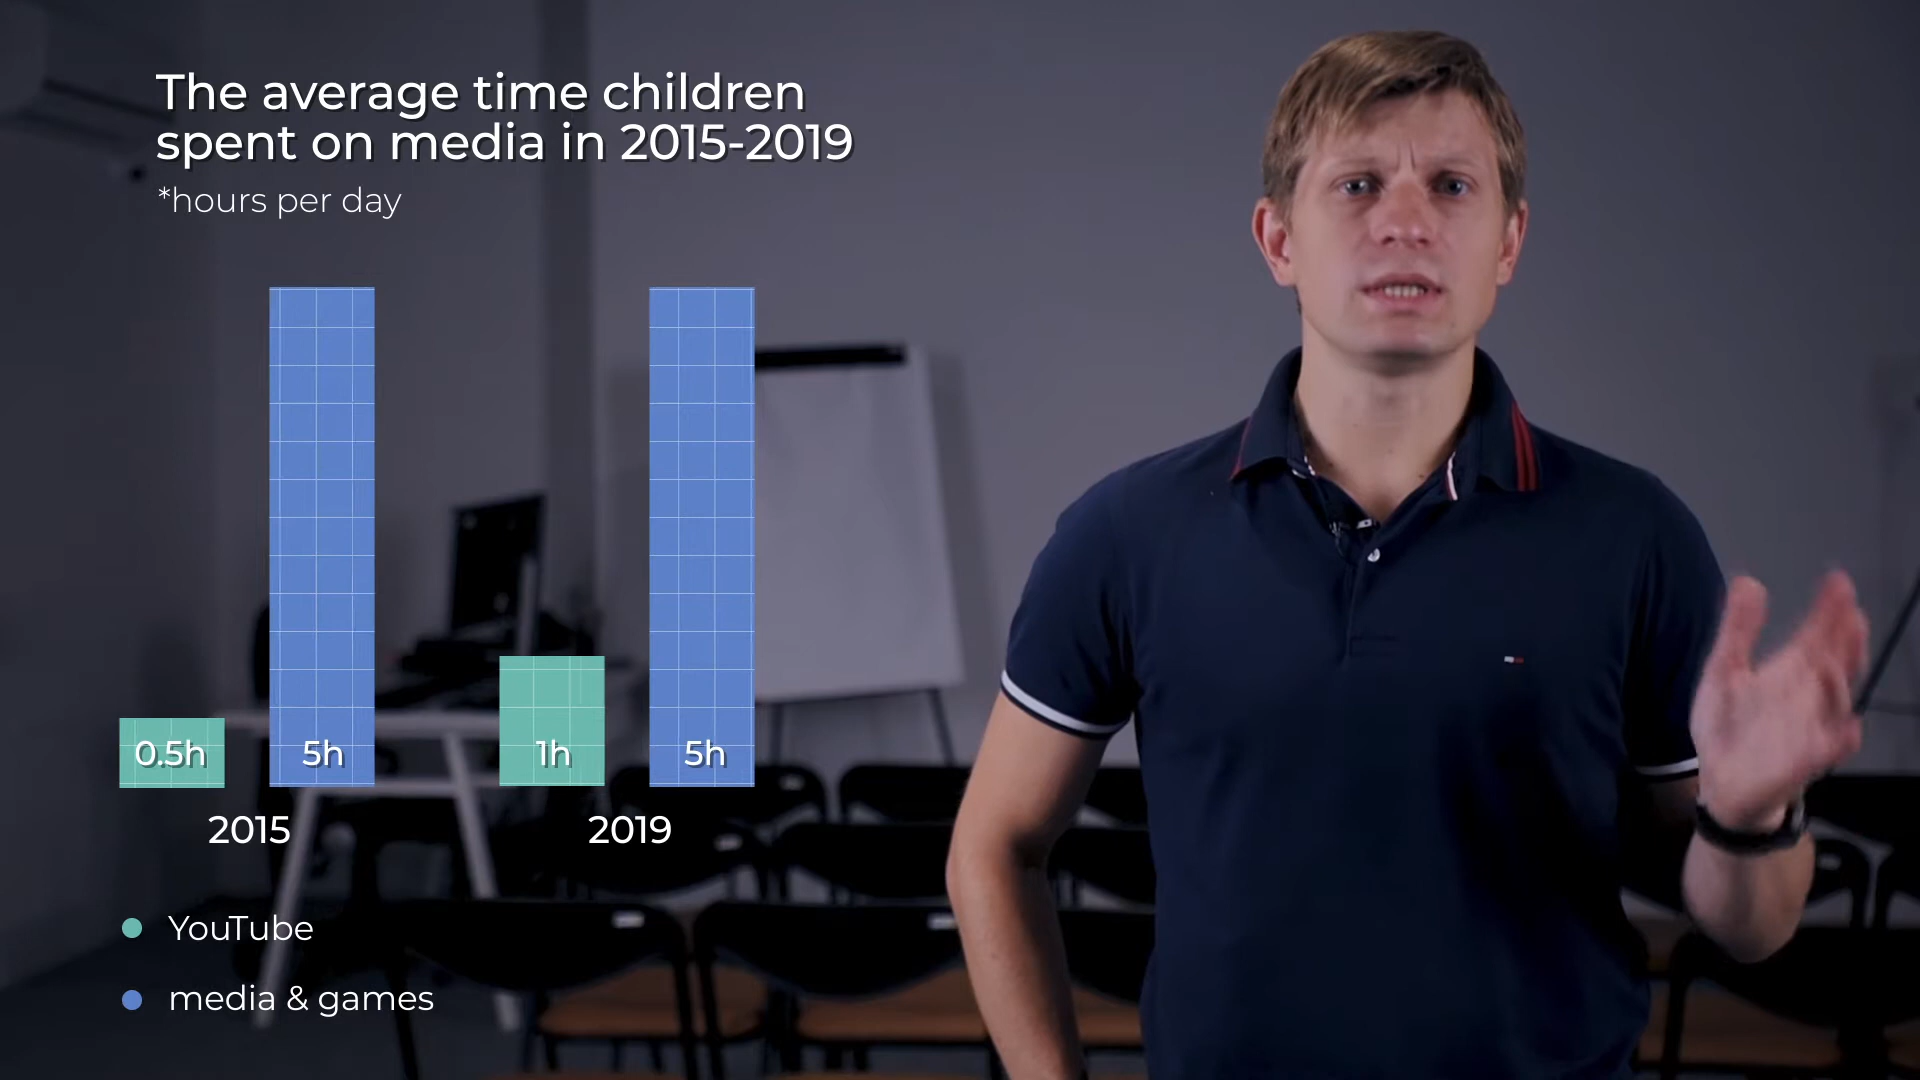 The average time children
spent on media in 2015-2019
*hours per day
0.5h
5h
1h
5h
2015
2019
YouTube
media & games